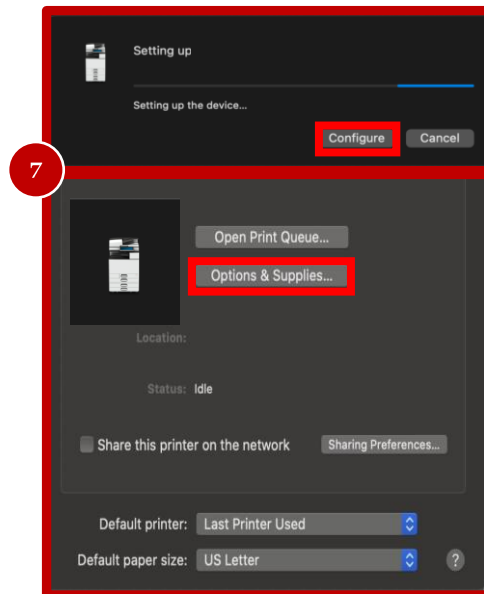 Setting up
Setting up the device...
Configure Cancel
7
Open Print Queue...
Options & Supplies...
Location:
Status: Idle
Share this printer on the network Sharing Preferences...
Default printer: Last Printer Used
Default paper size: US Letter ?